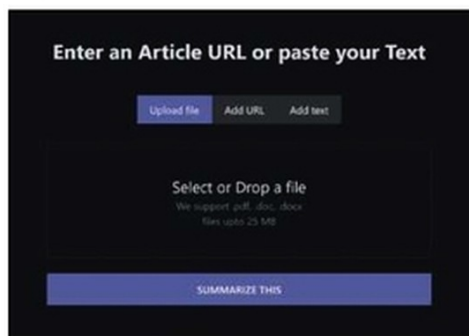 Enter an Article URL or paste your Text
Upload file Add URL Add text
Select or Drop a file
We support .pdf, .doc, .docx
files upto 25 MB
SUMMARIZE THIS